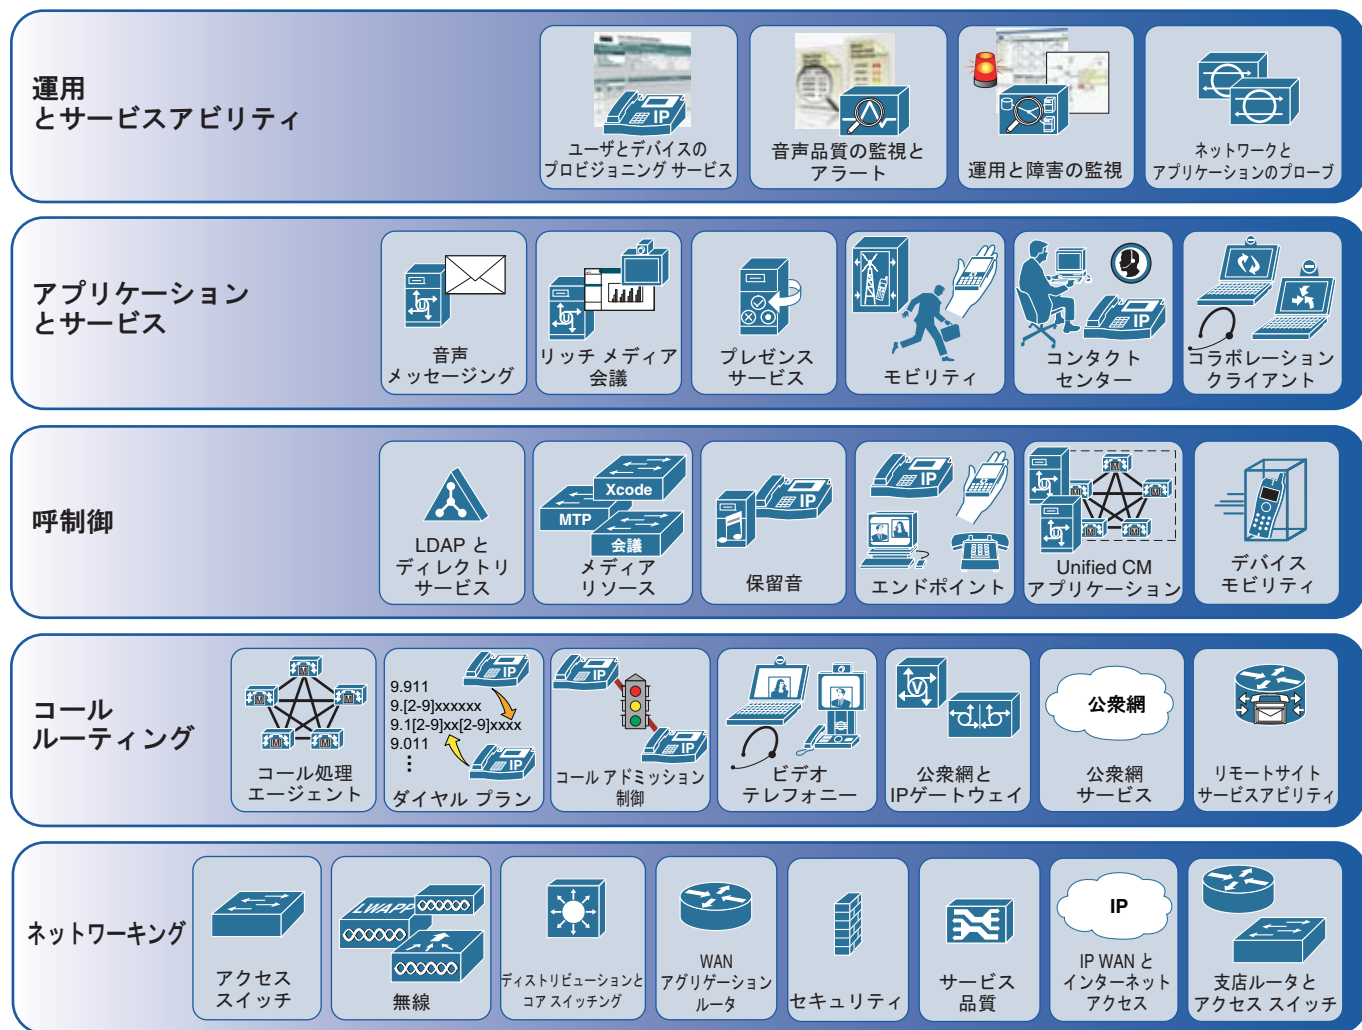 運用
とサービスアビリティ
IP
ユーザとデバイスの
プロビジョニング サービス
音声品質の監視と
アラート
運用と障害の監視
ネットワークと
アプリケーションのプローブ
アプリケーション
とサービス
音声
メッセージング
リッチ メディア
会議
プレゼンス
サービス
モビリティ
IP
コンタクト
センター
コラボレーション
クライアント
呼制御
LDAP と
ディレクトリ
サービス
Xcode
MTP
会議
メディア
リソース
IP
保留音
IP
エンドポイント
M
M
M
M
M
Unified CM
アプリケーション
デバイス
モビリティ
コール
ルーティング
M
M
M
M
M
コール処理
エージェント
9.911
9.[2-9]xxxxxx
9.1[2-9]xx[2-9]xxxx
9.011
⋮
IP
IP
ダイヤル プラン
IP
IP
コール アドミッション
制御
ビデオ
テレフォニー
V
公衆網と
IPゲートウェイ
公衆網
公衆網
サービス
リモートサイト
サービスアビリティ
ネットワーキング
アクセス
スイッチ
LWAPP
無線
ディストリビューションと
コア スイッチング
WAN
アグリゲーション
ルータ
セキュリティ
サービス
品質
IP
IP WAN と
インターネット
アクセス
支店ルータと
アクセス スイッチ